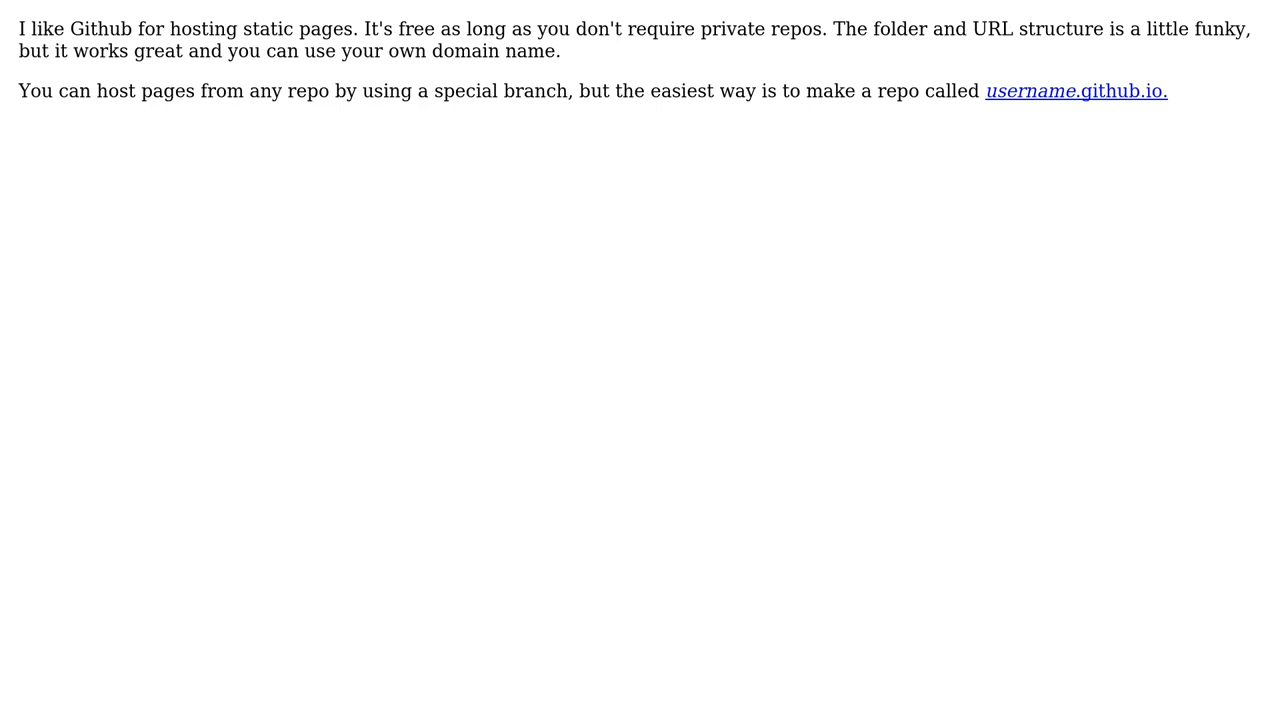 I like Github for hosting static pages. It's free as long as you don't require private repos. The folder and URL structure is a little funky,
but it works great and you can use your own domain name.
You can host pages from any repo by using a special branch, but the easiest way is to make a repo called username.github.io.